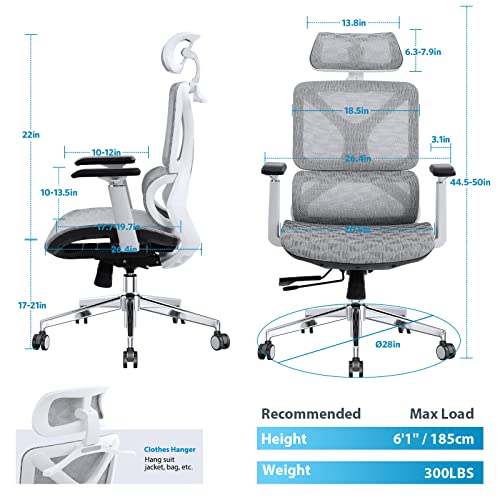 13.8in
6.3-7.9in
22in
10-12in
18.5in
3.1in
26.4in
10-13.5in
44.5-50in
17.7-19.7in
26.4in
17-21in
Ø28in
Clothes Hanger
Hang suit
jacket, bag, etc.
Recommended Max Load
Height 6'1" / 185cm
Weight 300LBS